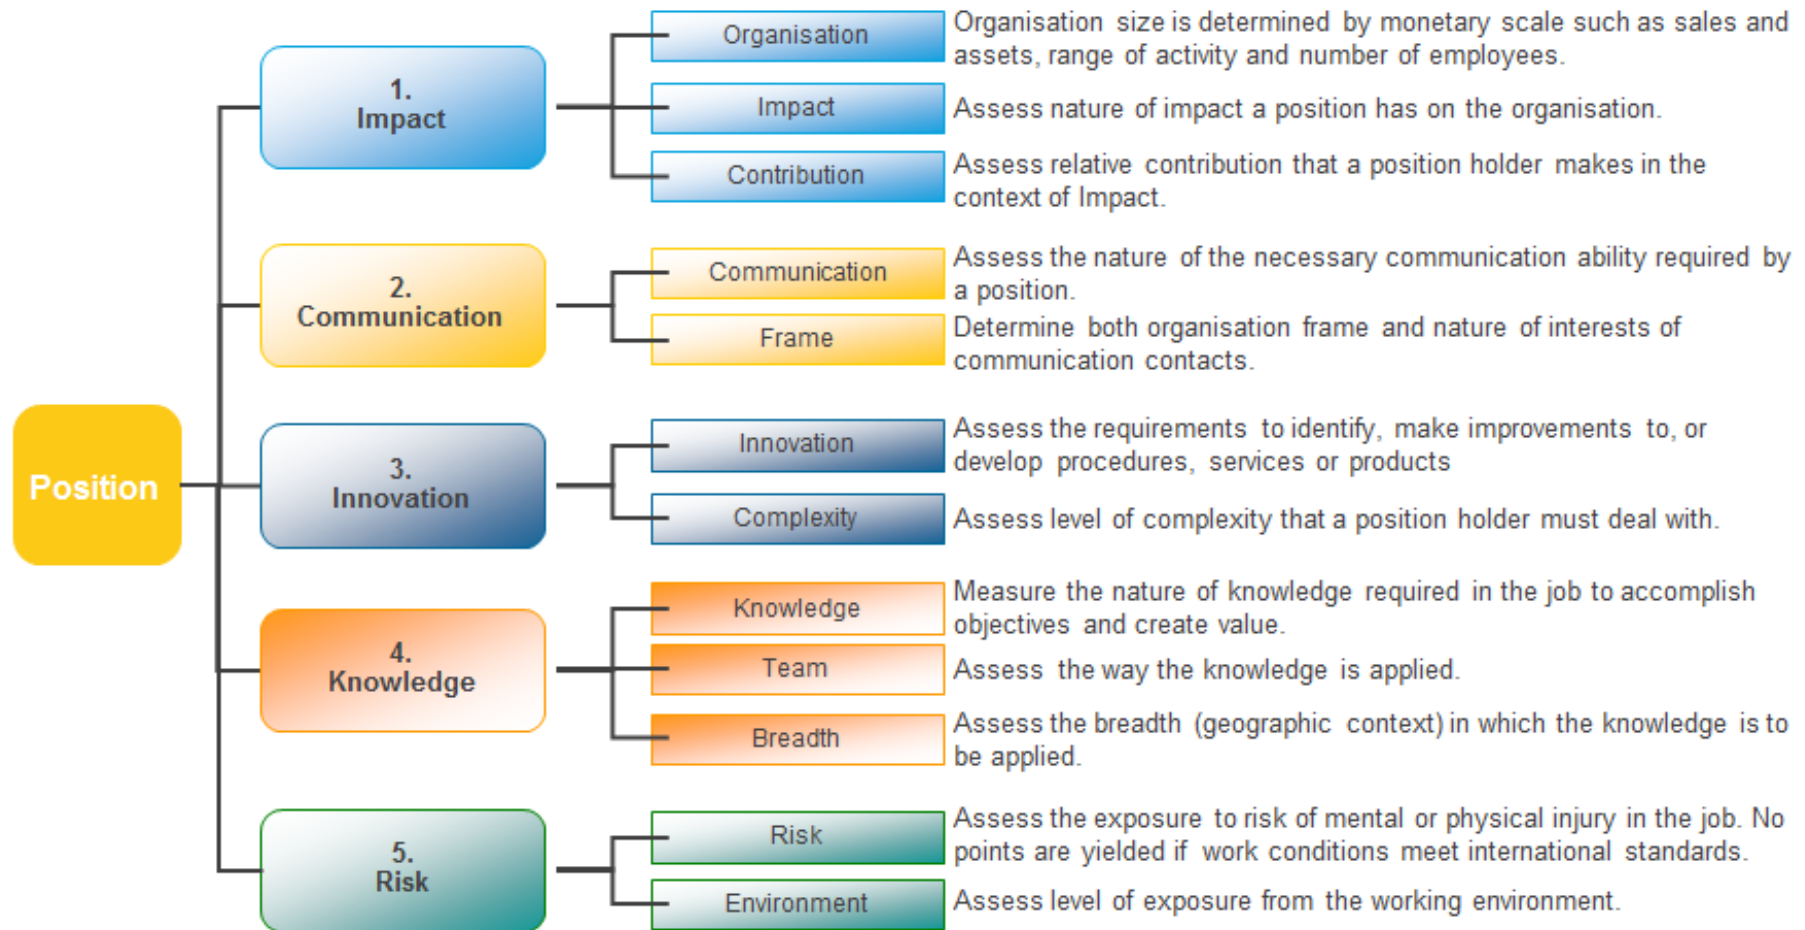 Position
1.
Impact
Organisation
Organisation size is determined by monetary scale such as sales and
assets, range of activity and number of employees.
Impact
Assess nature of impact a position has on the organisation.
Contribution
Assess relative contribution that a position holder makes in the
context of Impact.
2.
Communication
Communication
Assess the nature of the necessary communication ability required by
a position.
Frame
Determine both organisation frame and nature of interests of
communication contacts.
3.
Innovation
Innovation
Assess the requirements to identify, make improvements to, or
develop procedures, services or products
Complexity
Assess level of complexity that a position holder must deal with.
4.
Knowledge
Knowledge
Measure the nature of knowledge required in the job to accomplish
objectives and create value.
Team
Assess the way the knowledge is applied.
Breadth
Assess the breadth (geographic context) in which the knowledge is to
be applied.
5.
Risk
Risk
Assess the exposure to risk of mental or physical injury in the job. No
points are yielded if work conditions meet international standards.
Environment
Assess level of exposure from the working environment.